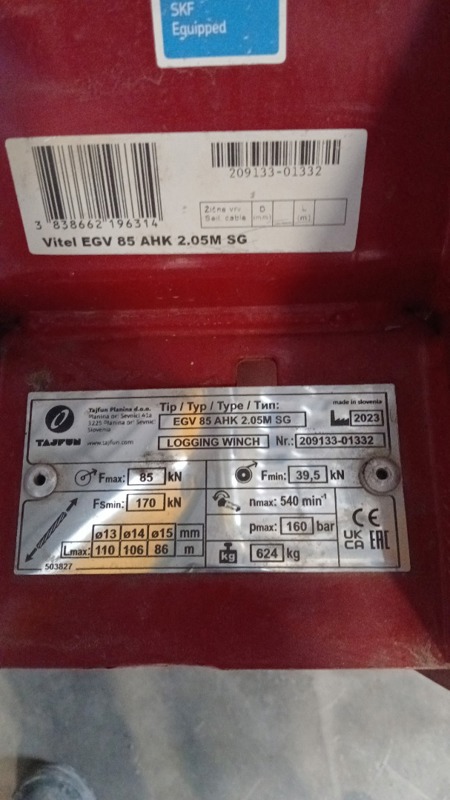 SKF
Equipped
209133-01332
3 838662 196314
Žična vrv D L
(mm) (m)
Vitel EGV 85 AHK 2.05M SG
Tajfun Planina d.o.o.
Planina pri Sevnici 41a
3225 Planina pri Sevnici
Slovenia
TAJFUN www.tajfun.com
Tip / Typ / Type / Тип:
EGV 85 AHK 2.05M SG
made in slovenia
2023
LOGGING WINCH Nr.: 209133-01332
Fmax: 85 kN
Fmin: 39,5 kN
Fsmin: 170 kN
nmax: 540 min⁻¹
ø13 ø14 ø15 mm
Lmax: 110 106 86 m
pmax: 160 bar
kg 624 kg
CE
UK
CA
EAC
503827